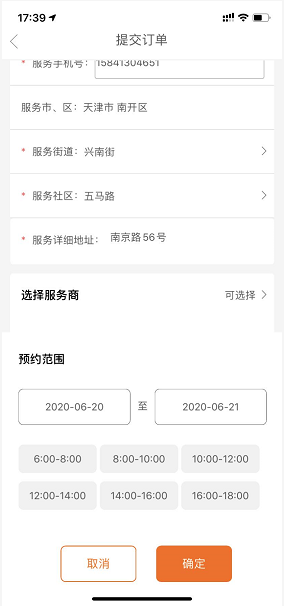 17:39
提交订单
* 服务手机号： 15841304651
服务市、区：天津市 南开区
* 服务街道：兴南街
* 服务社区：五马路
* 服务详细地址： 南京路56号
选择服务商 可选择
预约范围
2020-06-20 至 2020-06-21
6:00-8:00 8:00-10:00 10:00-12:00
12:00-14:00 14:00-16:00 16:00-18:00
取消 确定